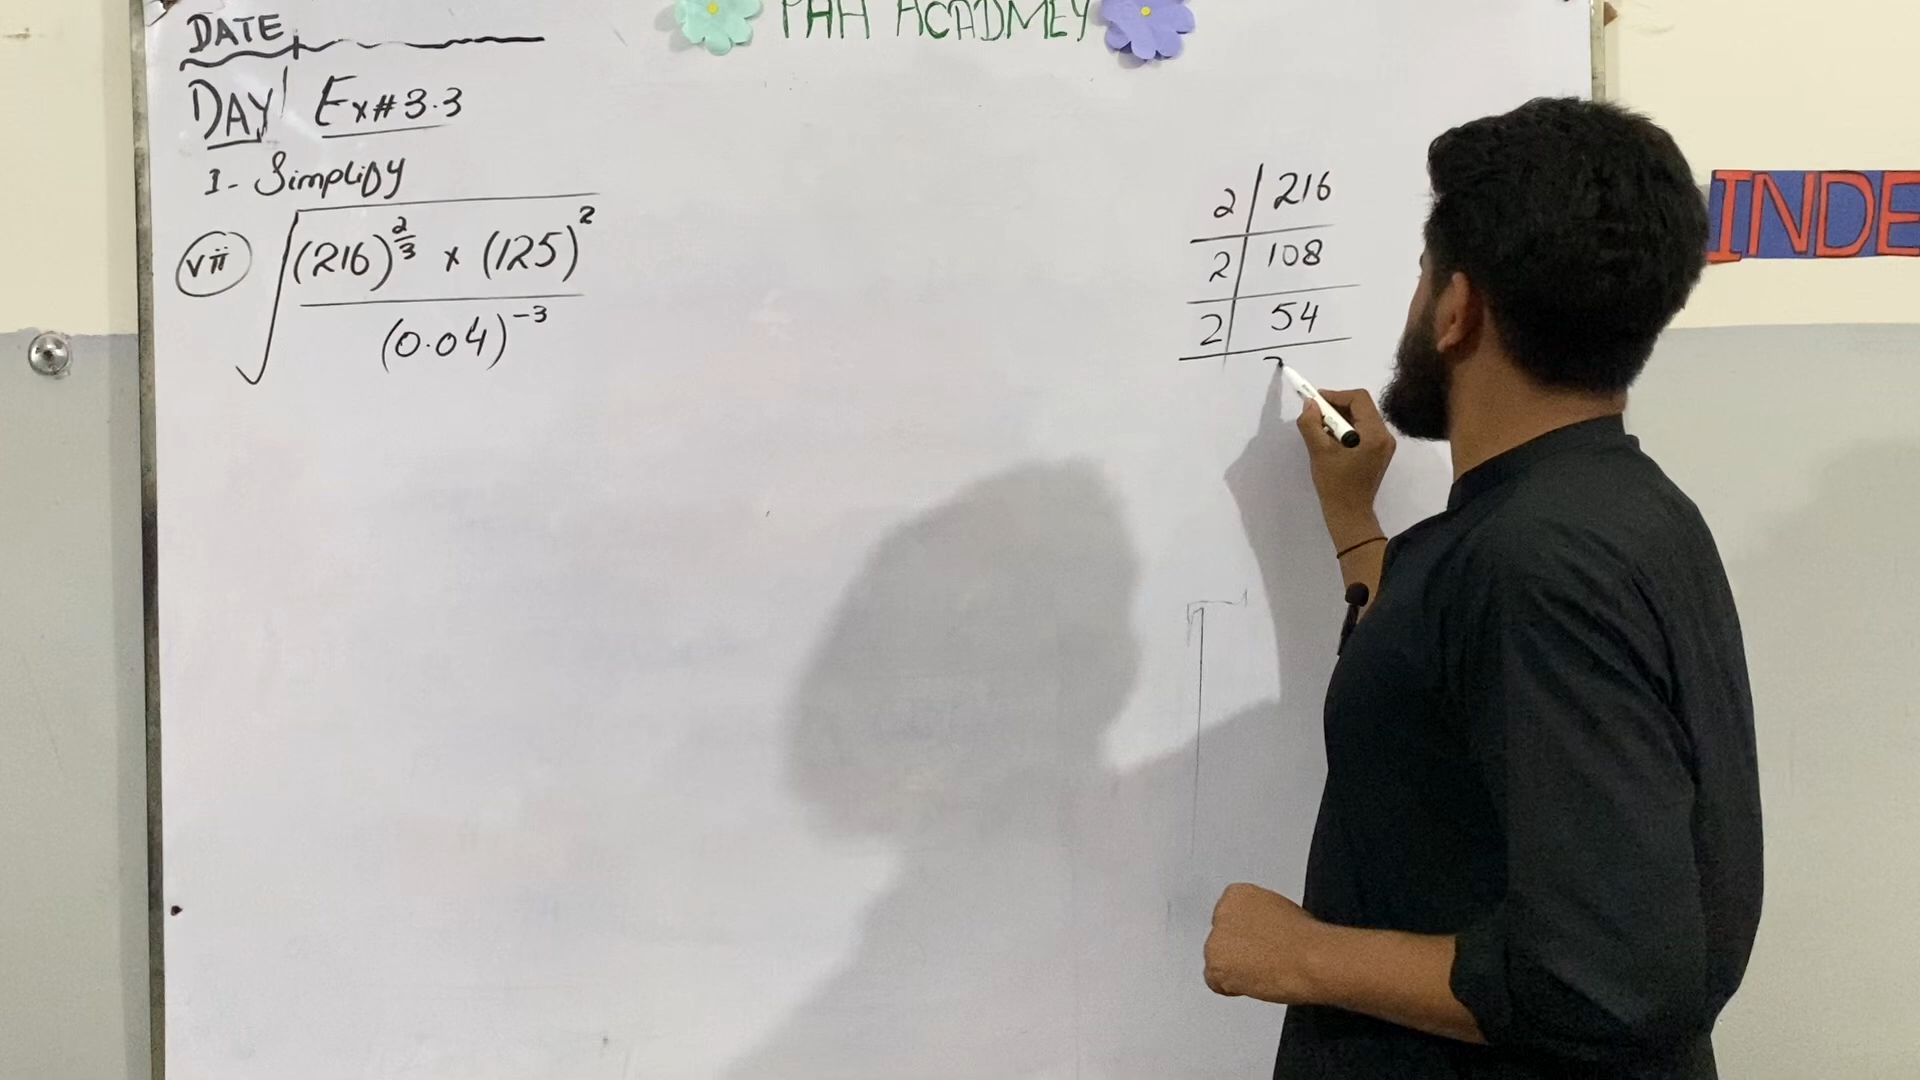 PAH ACADMEY
DATE
DAY Ex#3.3
1- Simplify
vii √((216)^(2/3) × (125)^2 / (0.04)^-3)
2 | 216
2 | 108
2 | 54
INDE